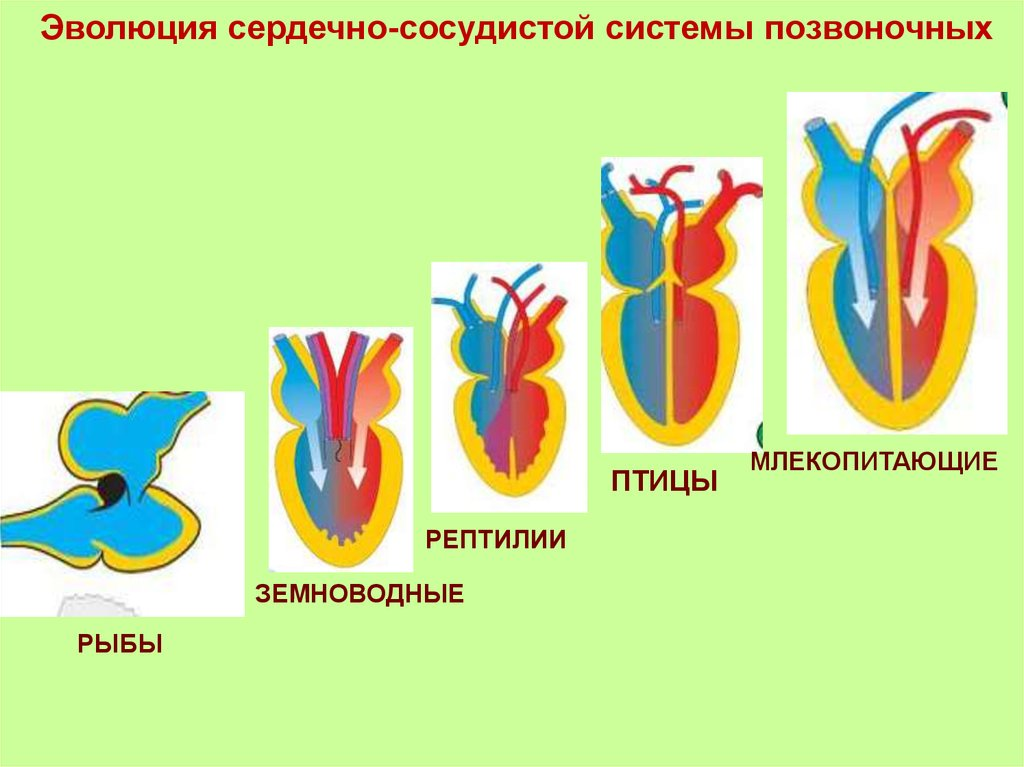 Эволюция сердечно-сосудистой системы позвоночных
МЛЕКОПИТАЮЩИЕ
ПТИЦЫ
РЕПТИЛИИ
ЗЕМНОВОДНЫЕ
РЫБЫ